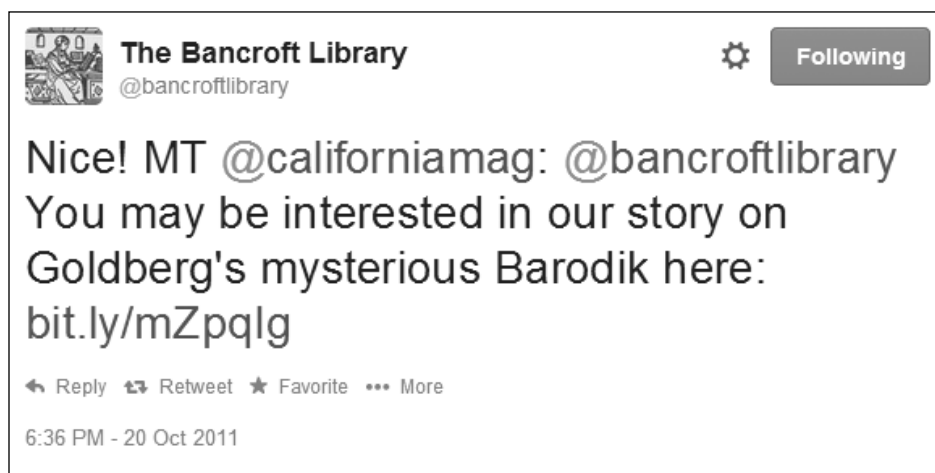 The Bancroft Library
@bancroftlibrary
Following
Nice! MT @californiamag: @bancroftlibrary
You may be interested in our story on
Goldberg's mysterious Barodik here:
bit.ly/mZpqIg
Reply Retweet Favorite More
6:36 PM - 20 Oct 2011